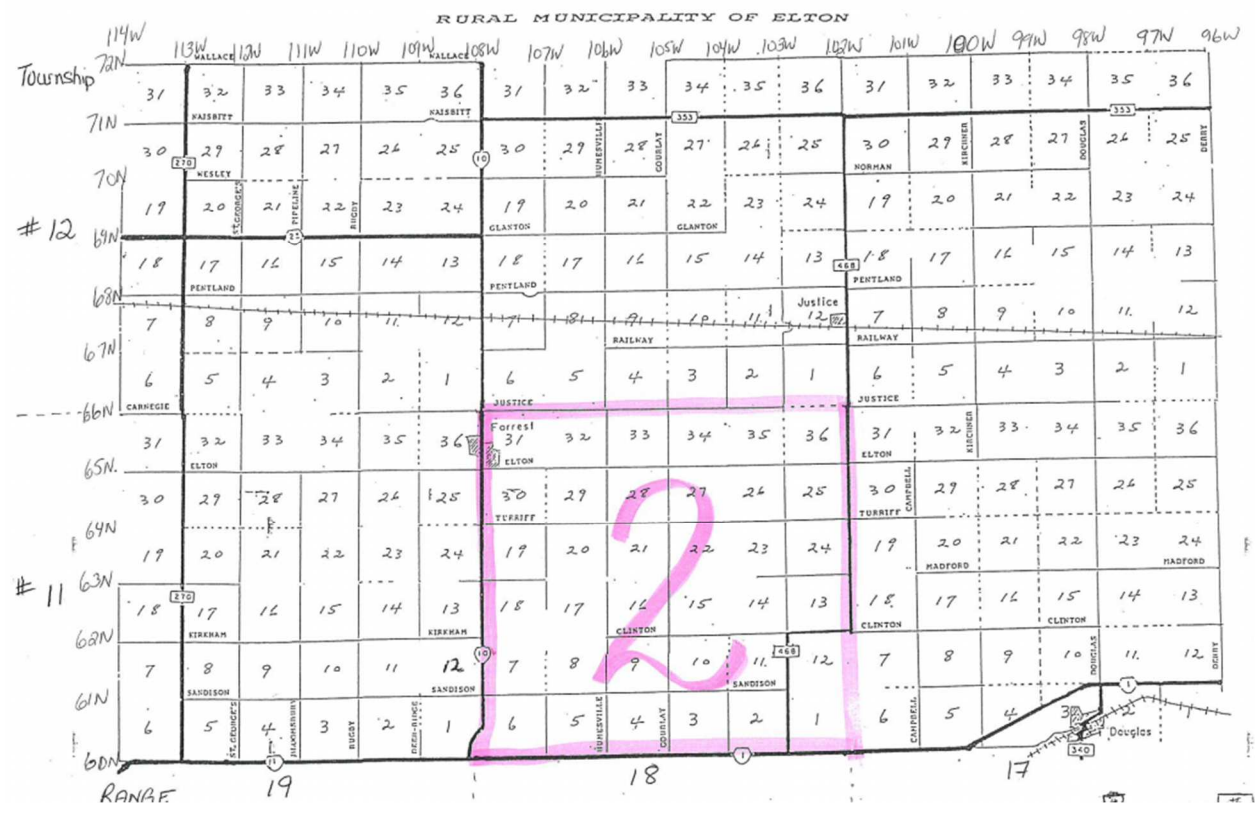 RURAL MUNICIPALITY OF ELTON
114W 113W 112W 111W 110W 109W 108W 107W 106W 105W 104W 103W 102W 101W 100W 99W 98W 97W 96W
72N WALLACE WALLACE
Township
31 32 33 34 35 36 31 32 33 34 35 36 31 32 33 34 35 36
NAISBITT NAISBITT
71N 353 353
30 270 29 28 27 26 25 10 30 29 HUMESVILLE 28 GOURLAY 27 26 25 30 29 KIRCHNER 28 27 DOUGLAS 26 25 DERRY
WESLEY NORMAN
70N
19 20 ST.GEORGE'S 21 PIPELINE 22 RUGBY 23 24 19 20 21 22 23 24 19 20 21 22 23 24
# 12
GLANTON GLANTON
69N
18 17 16 15 14 13 18 17 16 15 14 13 468 18 17 16 15 14 13
PENTLAND PENTLAND PENTLAND
68N
Justice
7 8 9 10 11 12 7 8 9 10 11 12 7 8 9 10 11 12
RAILWAY RAILWAY
67N
6 5 4 3 2 1 6 5 4 3 2 1 6 5 4 3 2 1
CARNEGIE JUSTICE JUSTICE
66N
Forrest
31 32 33 34 35 36 31 32 33 34 35 36 31 32 KIRCHNER 33 34 35 36
ELTON ELTON ELTON
65N
30 29 28 27 26 25 30 29 28 27 26 25 30 CAMPBELL 29 28 27 26 25
TURRIFF TURRIFF
64N
2
19 20 21 22 23 24 19 20 21 22 23 24 19 20 21 22 23 24
MADFORD MADFORD
63N
# 11
270
18 17 16 15 14 13 18 17 16 15 14 13 18 17 16 15 14 13
KIRKHAM KIRKHAM CLINTON CLINTON CLINTON
62N
10 468
7 8 9 10 11 12 7 8 9 10 11 12 7 8 9 10 DOUGLAS 11 12 DERRY
SANDISON SANDISON SANDISON
61N 1
6 5 ST.GEORGE'S 4 3 RUGBY 2 1 6 5 HUMESVILLE 4 GOURLAY 3 2 1 6 CAMPBELL 5 4 3 2 1
Douglas
60N 1 340
RANGE 19 18 17